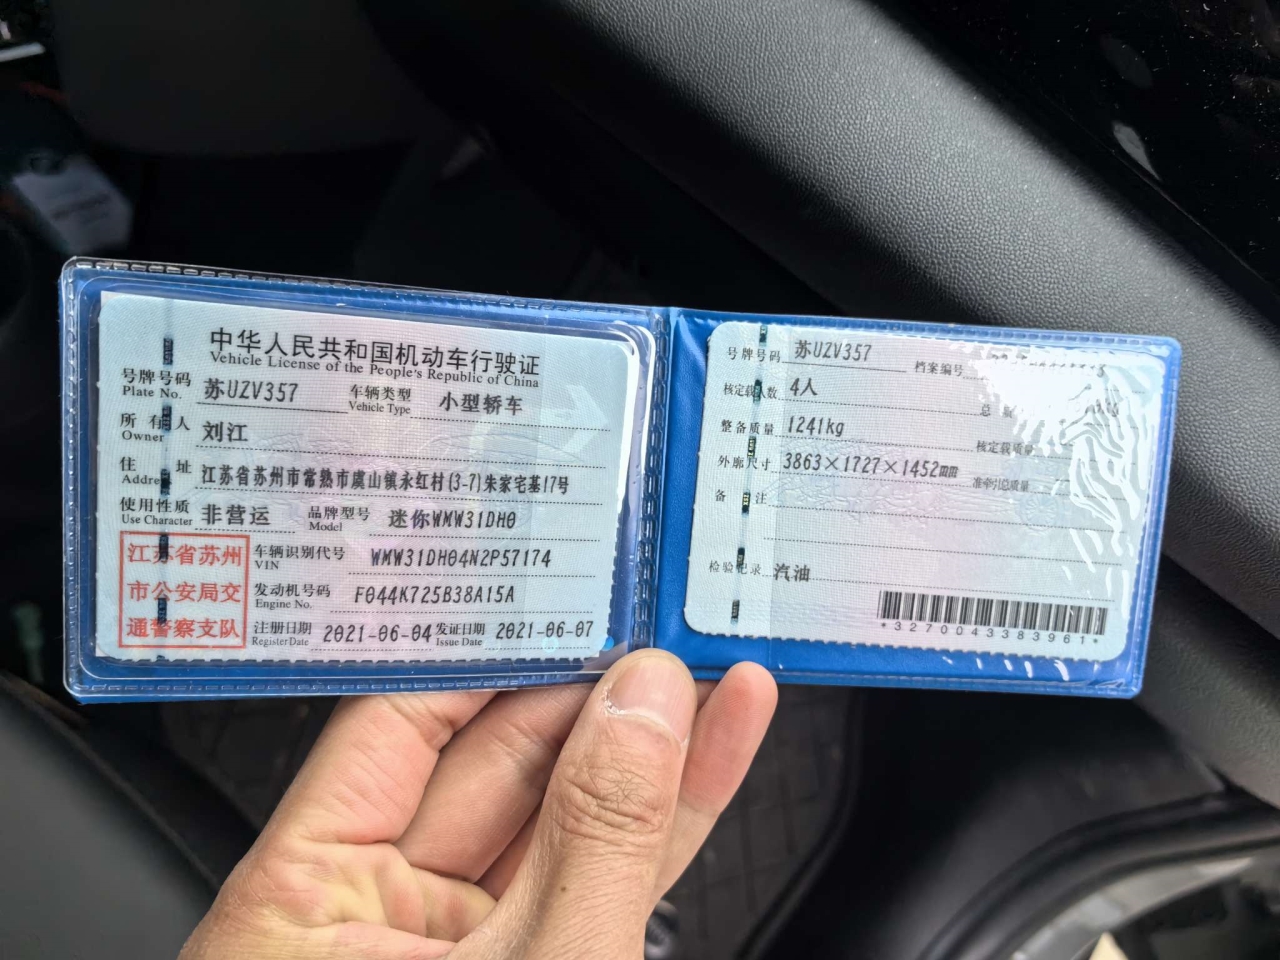 中华人民共和国机动车行驶证
Vehicle License of the People's Republic of China
号牌号码 苏UZV357 车辆类型 小型轿车
Plate No. Vehicle Type
所有人 刘江
Owner
住址 江苏省苏州市常熟市虞山镇永红村(3-7)朱家宅基17号
Address
使用性质 非营运 品牌型号 迷你WMW31DH0
Use Character Model
江苏省苏州
市公安局交
通警察支队
车辆识别代号 WMW31DH04N2P57174
VIN
发动机号码 F044K725B38A15A
Engine No.
注册日期 2021-06-04 发证日期 2021-06-07
Register Date Issue Date
号牌号码 苏UZV357 档案编号
核定载人数 4人 总
整备质量 1241kg 核定载质量
外廓尺寸 3863×1727×1452mm 准牵引总质量
备注
检验记录 汽油
*3270043383961*